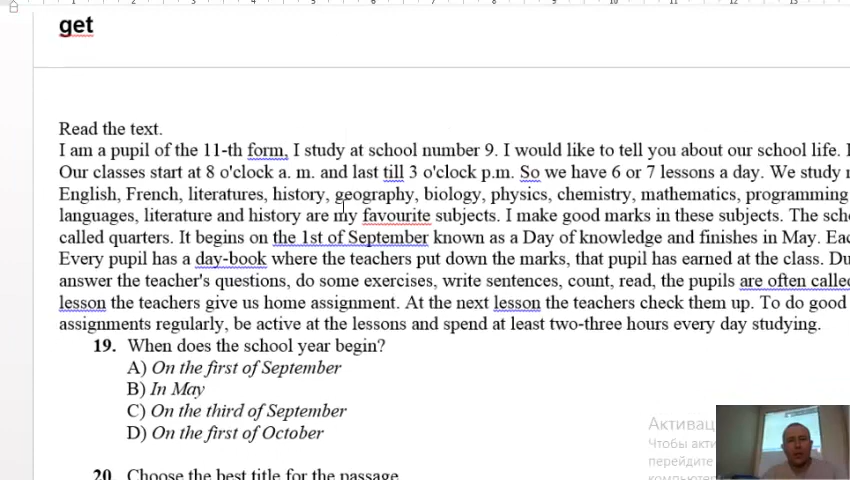 get
Read the text.
I am a pupil of the 11-th form, I study at school number 9. I would like to tell you about our school life.
Our classes start at 8 o'clock a. m. and last till 3 o'clock p.m. So we have 6 or 7 lessons a day. We study
English, French, literatures, history, geography, biology, physics, chemistry, mathematics, programming
languages, literature and history are my favourite subjects. I make good marks in these subjects. The
called quarters. It begins on the 1st of September known as a Day of knowledge and finishes in May.
Every pupil has a day-book where the teachers put down the marks, that pupil has earned at the class.
answer the teacher's questions, do some exercises, write sentences, count, read, the pupils are often
lesson the teachers give us home assignment. At the next lesson the teachers check them up. To do good
assignments regularly, be active at the lessons and spend at least two-three hours every day studying.
19. When does the school year begin?
A) On the first of September
B) In May
C) On the third of September
D) On the first of October
20. Choose the best title for the passage